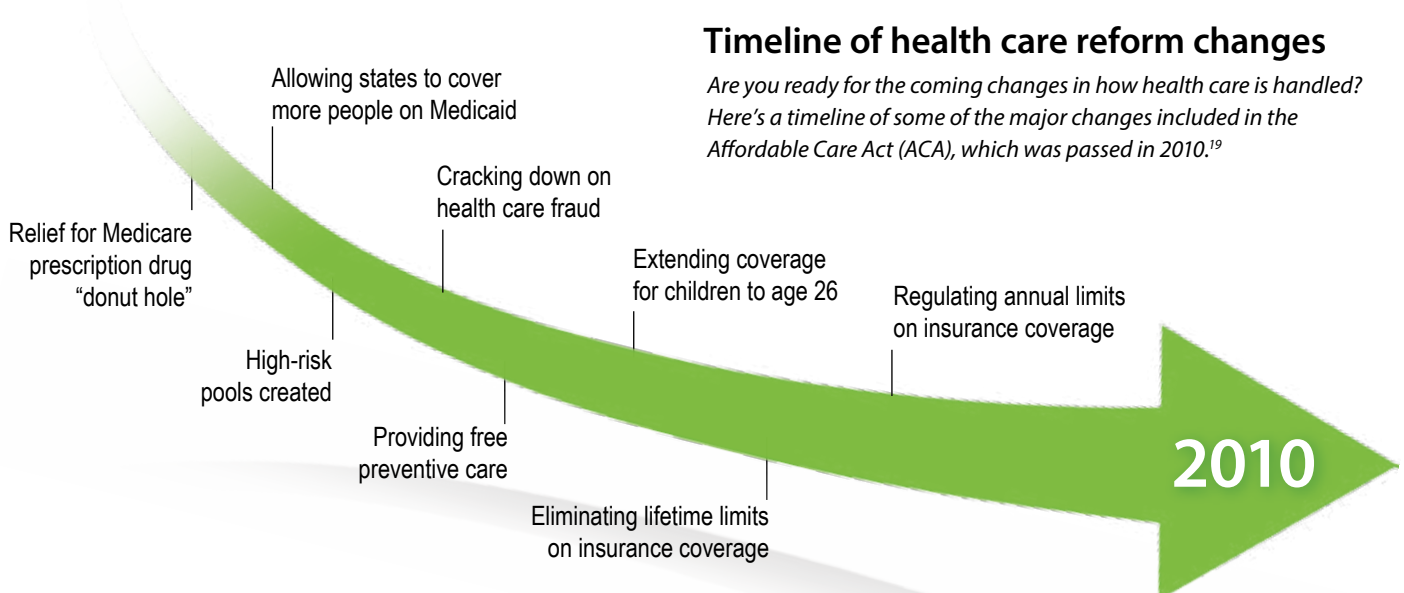 Timeline of health care reform changes
Are you ready for the coming changes in how health care is handled?
Here’s a timeline of some of the major changes included in the
Affordable Care Act (ACA), which was passed in 2010.19
Relief for Medicare
prescription drug
“donut hole”
Allowing states to cover
more people on Medicaid
High-risk
pools created
Cracking down on
health care fraud
Providing free
preventive care
Extending coverage
for children to age 26
Eliminating lifetime limits
on insurance coverage
Regulating annual limits
on insurance coverage
2010